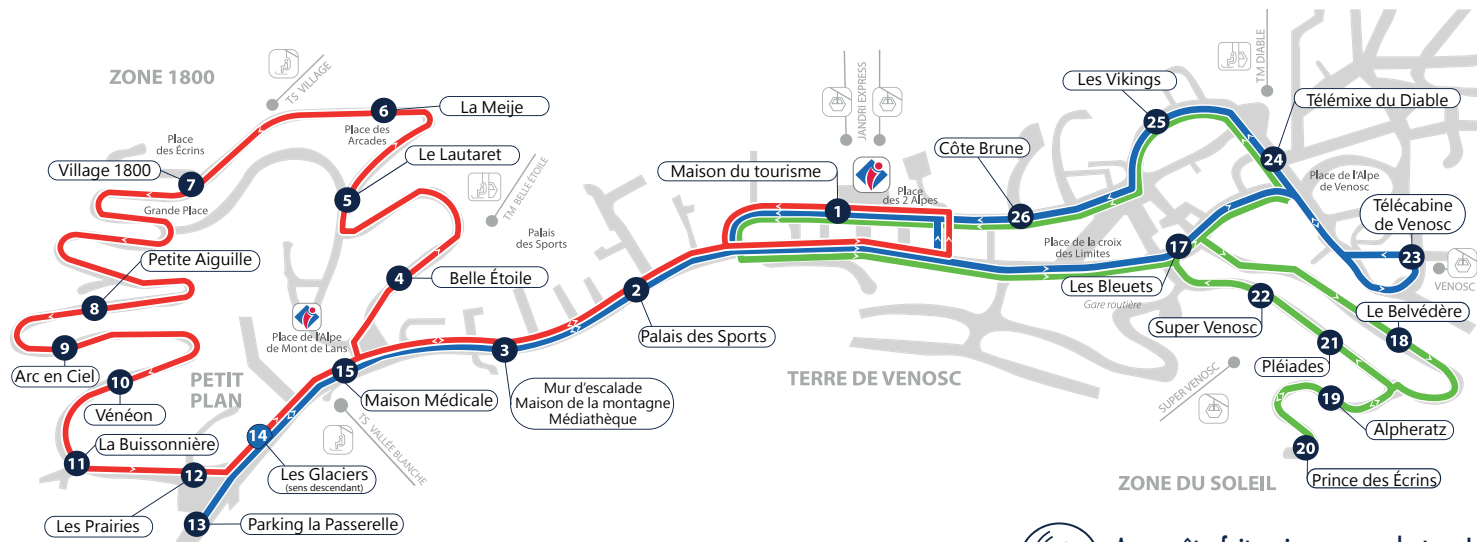 ZONE 1800
TS VILLAGE
6
La Meije
Place des
Arcades
Place
des Écrins
Village 1800
7
Grande Place
Le Lautaret
5
TM BELLE ÉTOILE
Palais
des Sports
4
Belle Étoile
Petite Aiguille
8
9
Arc en Ciel
10
Vénéon
PETIT
PLAN
Place de l'Alpe
de Mont de Lans
15
Maison Médicale
TS VALLÉE BLANCHE
La Buissonnière
11
12
Les Prairies
14
Les Glaciers
(sens descendant)
13
Parking la Passerelle
3
Mur d'escalade
Maison de la montagne
Médiathèque
2
Palais des Sports
JANDRI EXPRESS
Maison du tourisme
1
Place
des 2 Alpes
Côte Brune
26
Les Vikings
25
TM DIABLE
Télémixe du Diable
24
Place de l'Alpe
de Venosc
Télécabine
de Venosc
23
VENOSC
Place de la croix
des Limites
17
Les Bleuets
Gare routière
TERRE DE VENOSC
22
Super Venosc
SUPER VENOSC
Le Belvédère
18
21
Pléiades
19
Alpheratz
20
Prince des Écrins
ZONE DU SOLEIL